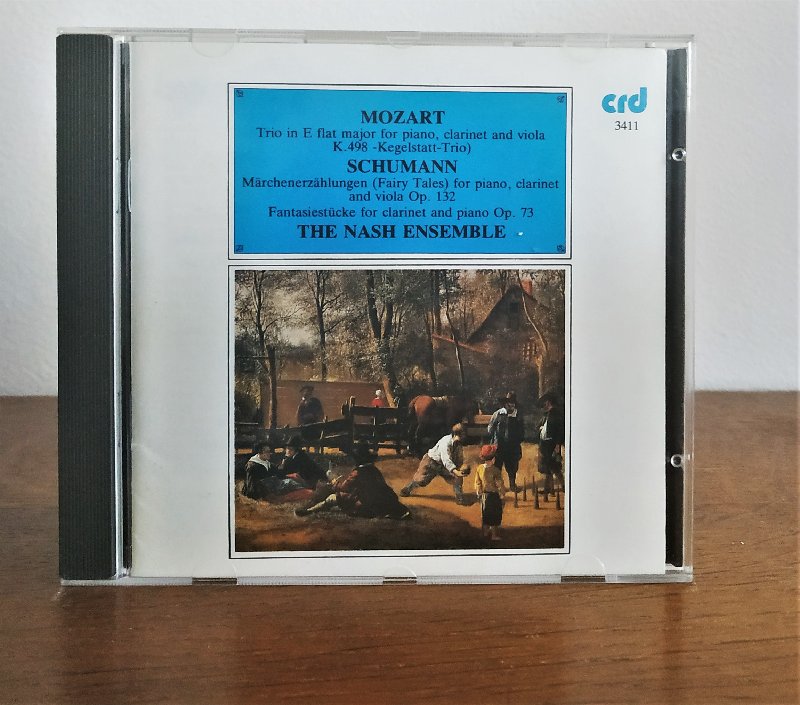 MOZART
Trio in E flat major for piano, clarinet and viola
K.498 -Kegelstatt-Trio)
SCHUMANN
Märchenerzählungen (Fairy Tales) for piano, clarinet
and viola Op. 132
Fantasiestücke for clarinet and piano Op. 73
THE NASH ENSEMBLE
crd
3411